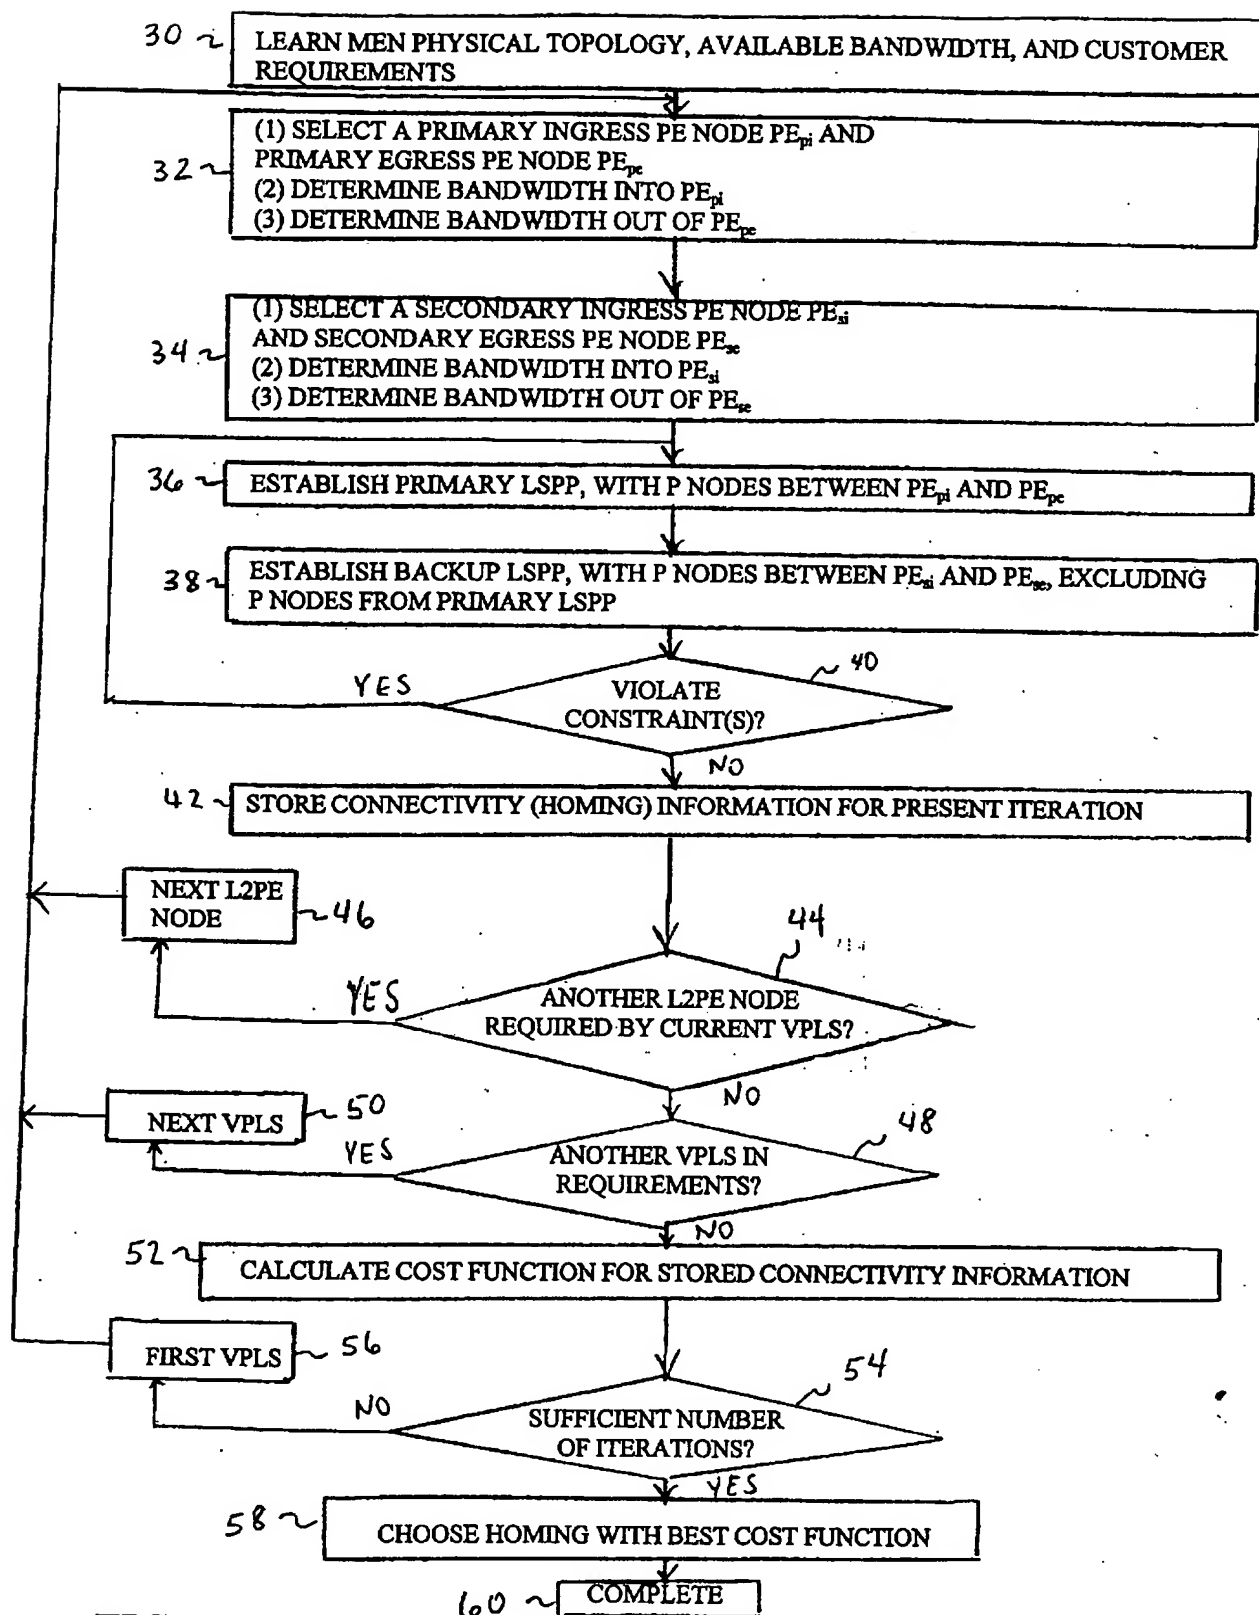 30 LEARN MEN PHYSICAL TOPOLOGY, AVAILABLE BANDWIDTH, AND CUSTOMER
REQUIREMENTS
32 (1) SELECT A PRIMARY INGRESS PE NODE PEpi AND
PRIMARY EGRESS PE NODE PEpe
(2) DETERMINE BANDWIDTH INTO PEpi
(3) DETERMINE BANDWIDTH OUT OF PEpe
34 (1) SELECT A SECONDARY INGRESS PE NODE PEsi
AND SECONDARY EGRESS PE NODE PEse
(2) DETERMINE BANDWIDTH INTO PEsi
(3) DETERMINE BANDWIDTH OUT OF PEse
36 ESTABLISH PRIMARY LSPP, WITH P NODES BETWEEN PEpi AND PEpe
38 ESTABLISH BACKUP LSPP, WITH P NODES BETWEEN PEsi AND PEse, EXCLUDING
P NODES FROM PRIMARY LSPP
40
YES
VIOLATE
CONSTRAINT(S)?
NO
42 STORE CONNECTIVITY (HOMING) INFORMATION FOR PRESENT ITERATION
NEXT L2PE
NODE
46
44
YES
ANOTHER L2PE NODE
REQUIRED BY CURRENT VPLS?
NO
NEXT VPLS
50
48
YES
ANOTHER VPLS IN
REQUIREMENTS?
NO
52 CALCULATE COST FUNCTION FOR STORED CONNECTIVITY INFORMATION
FIRST VPLS
56
54
NO
SUFFICIENT NUMBER
OF ITERATIONS?
YES
58 CHOOSE HOMING WITH BEST COST FUNCTION
60 COMPLETE